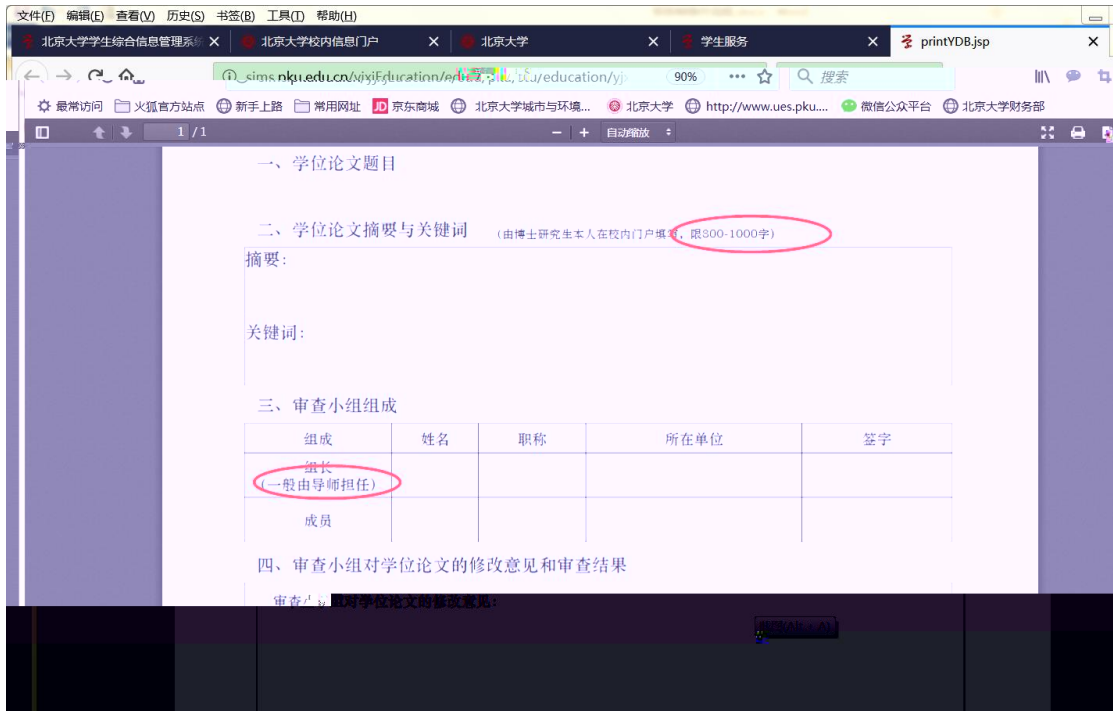 文件(F) 编辑(E) 查看(V) 历史(S) 书签(B) 工具(T) 帮助(H)
北京大学学生综合信息管理系统 北京大学校内信息门户 北京大学 学生服务 printYDB.jsp
sims.pku.edu.cn/ 90% 搜索
最常访问 火狐官方站点 新手上路 常用网址 JD 京东商城 北京大学城市与环境... 北京大学 http://www.ues.pku.... 微信公众平台 北京大学财务部
1 / 1 自动缩放
一、学位论文题目
二、学位论文摘要与关键词 (由博士研究生本人在校内门户填写，限800-1000字)
摘要:
关键词:
三、审查小组组成
组成 姓名 职称 所在单位 签字
组长
(一般由导师担任)
成员
四、审查小组对学位论文的修改意见和审查结果
审查小组对学位论文的修改意见: